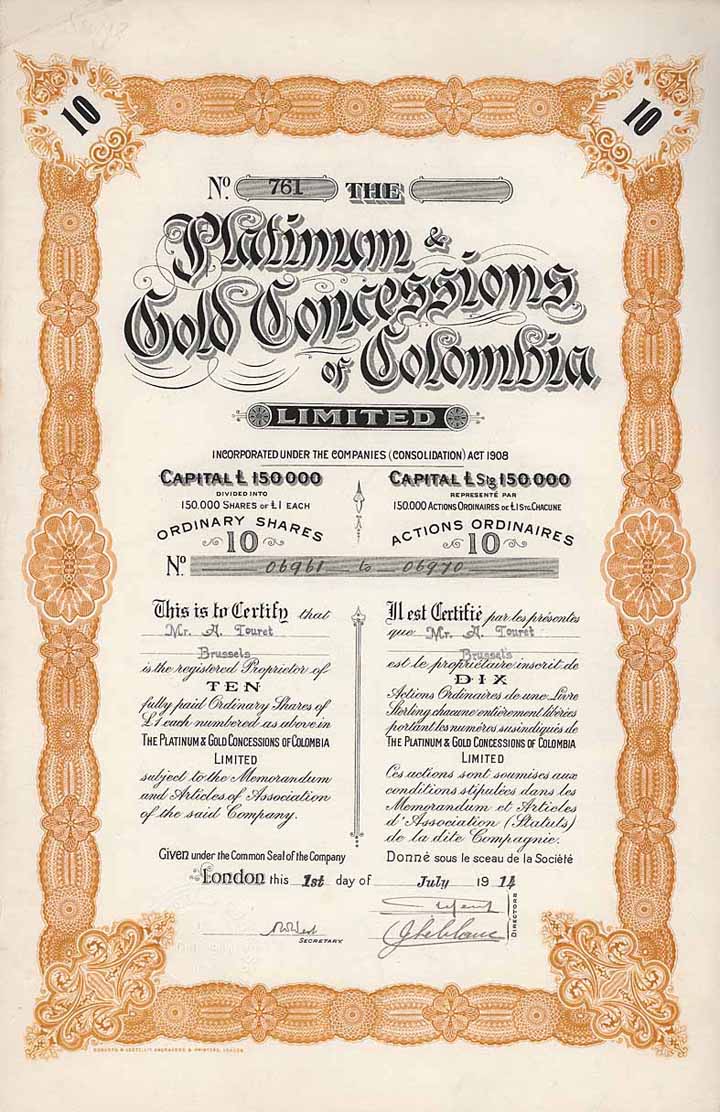 10
10
No. 761 THE
Platinum &
Gold Concessions
of Colombia
LIMITED
INCORPORATED UNDER THE COMPANIES (CONSOLIDATION) ACT 1908
CAPITAL £ 150000
DIVIDED INTO
150.000 SHARES OF £1 EACH
ORDINARY SHARES
10
CAPITAL £ Stg 150.000
REPRESENTÉ PAR
150.000 ACTIONS ORDINAIRES DE £.1 STG. CHACUNE
ACTIONS ORDINAIRES
10
No. 06961 to 06970
This is to Certify that
Mr. A. Touret
Brussels
is the registered Proprietor of
TEN
fully paid Ordinary Shares of
£1 each numbered as above in
THE PLATINUM & GOLD CONCESSIONS OF COLOMBIA
LIMITED
subject to the Memorandum
and Articles of Association
of the said Company.
Given under the Common Seal of the Company
Il est Certifié par les présentes
que Mr. A. Touret
Brussels
est le propriétaire inscrit de
DIX
Actions Ordinaires de une Livre
Sterling chacune entièrement libérées
portant les numéros susindiqués de
THE PLATINUM & GOLD CONCESSIONS OF COLOMBIA
LIMITED
Ces actions sont soumises aux
conditions stipulées dans les
Memorandum et Articles
d'Association (Statuts)
de la dite Compagnie.
Donné sous le sceau de la Société
London this 1st day of July 1914
SECRETARY
DIRECTORS
ENGRAVERS & PRINTERS, LONDON